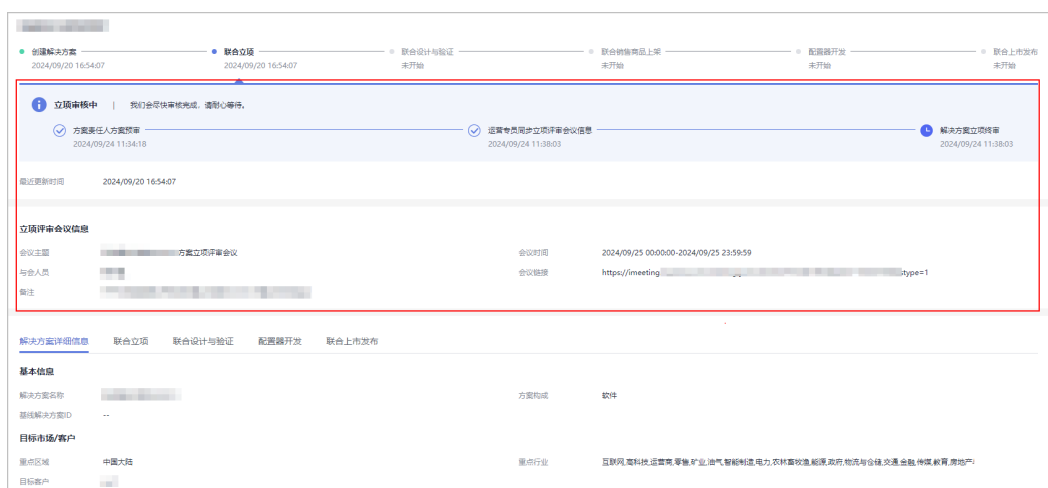 创建解决方案 联合立项 联合设计与验证 联合销售商品上架 配置器开发 联合上市发布
2024/09/20 16:54:07 2024/09/20 16:54:07 未开始 未开始 未开始 未开始
立项审核中 | 我们会尽快审核完成，请耐心等待。
方案责任人方案预审 运营专员同步立项评审会议信息 解决方案立项终审
2024/09/24 11:34:18 2024/09/24 11:38:03 2024/09/24 11:38:03
最近更新时间 2024/09/20 16:54:07
立项评审会议信息
会议主题 方案立项评审会议 会议时间 2024/09/25 00:00:00-2024/09/25 23:59:59
与会人员 会议链接 https://imeeting type=1
备注
解决方案详细信息 联合立项 联合设计与验证 配置器开发 联合上市发布
基本信息
解决方案名称 方案构成 软件
基线解决方案ID --
目标市场/客户
重点区域 中国大陆 重点行业 互联网,高科技,运营商,零售,矿业,油气,智能制造,电力,农林畜牧渔,能源,政府,物流与仓储,交通,金融,传媒,教育,房地产
目标客户